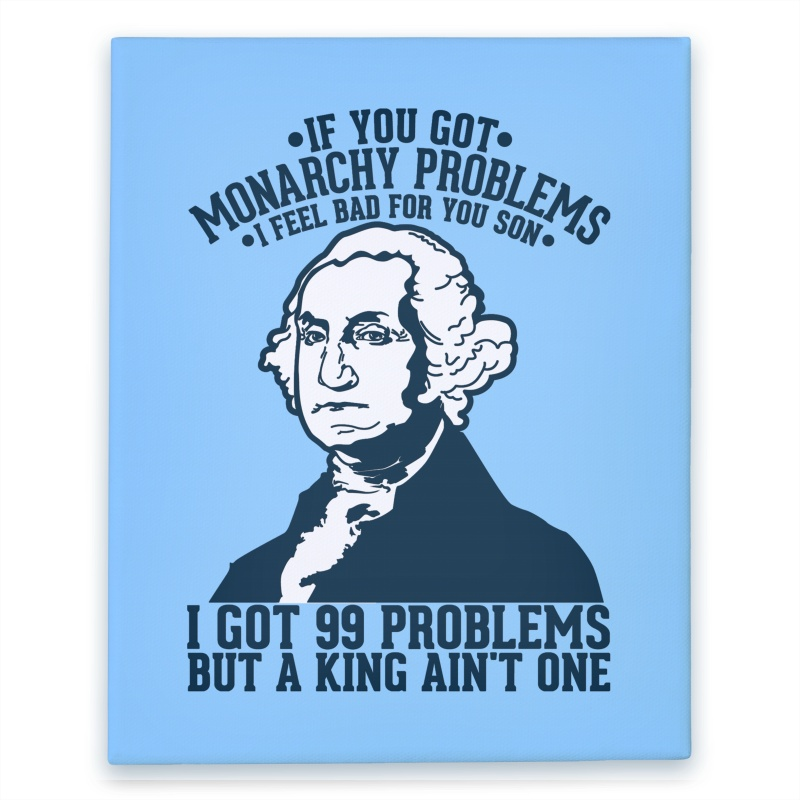 •IF YOU GOT•
MONARCHY PROBLEMS
•I FEEL BAD FOR YOU SON•
I GOT 99 PROBLEMS
BUT A KING AIN'T ONE